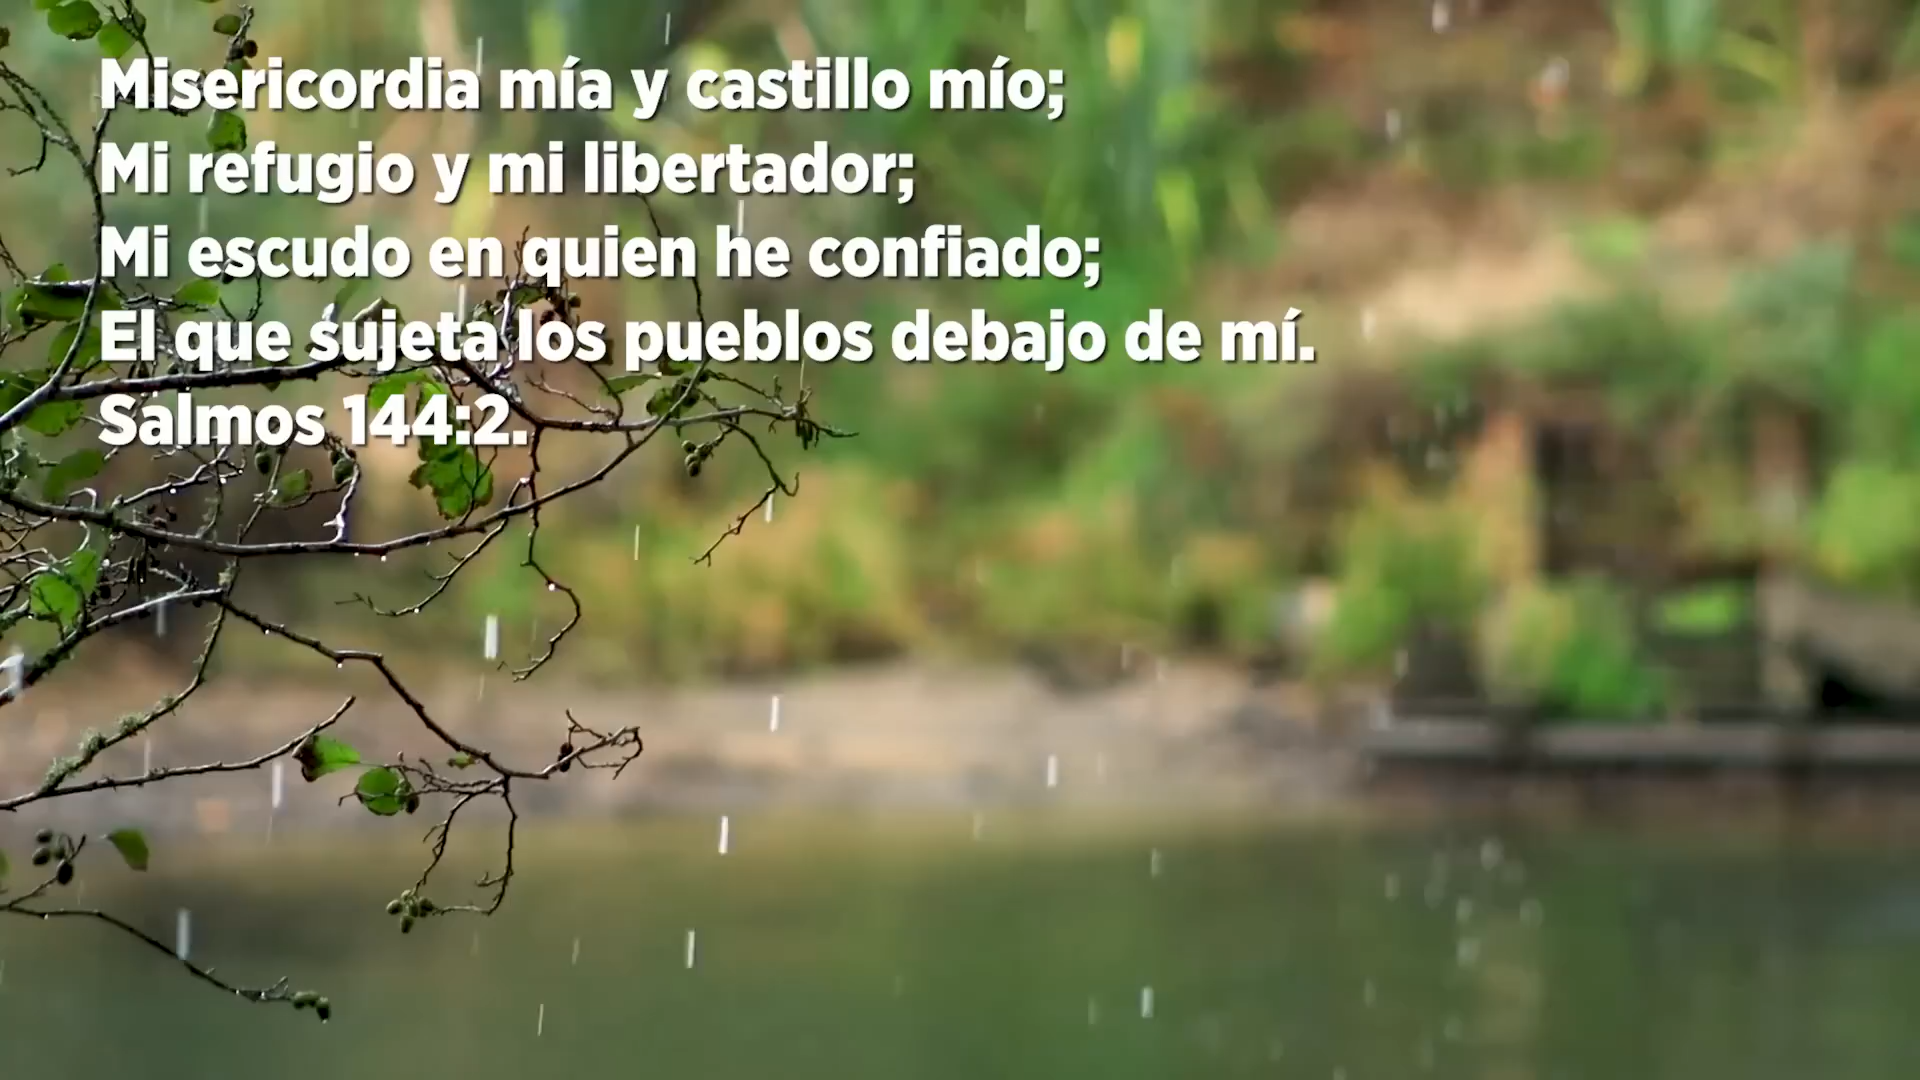 Misericordia mía y castillo mío;
Mi refugio y mi libertador;
Mi escudo en quien he confiado;
El que sujeta los pueblos debajo de mí.
Salmos 144:2.